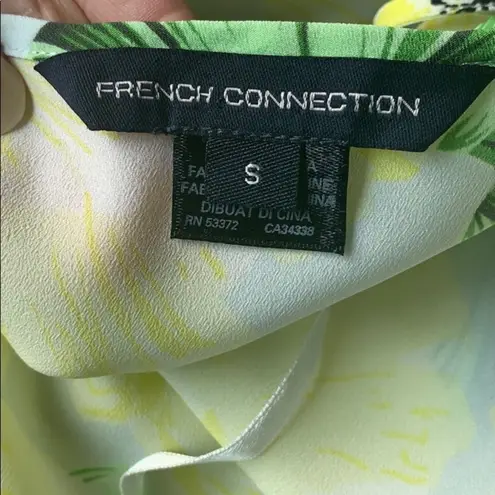 FRENCH CONNECTION
S
DIBUAT DI CINA
RN 53372 CA34338